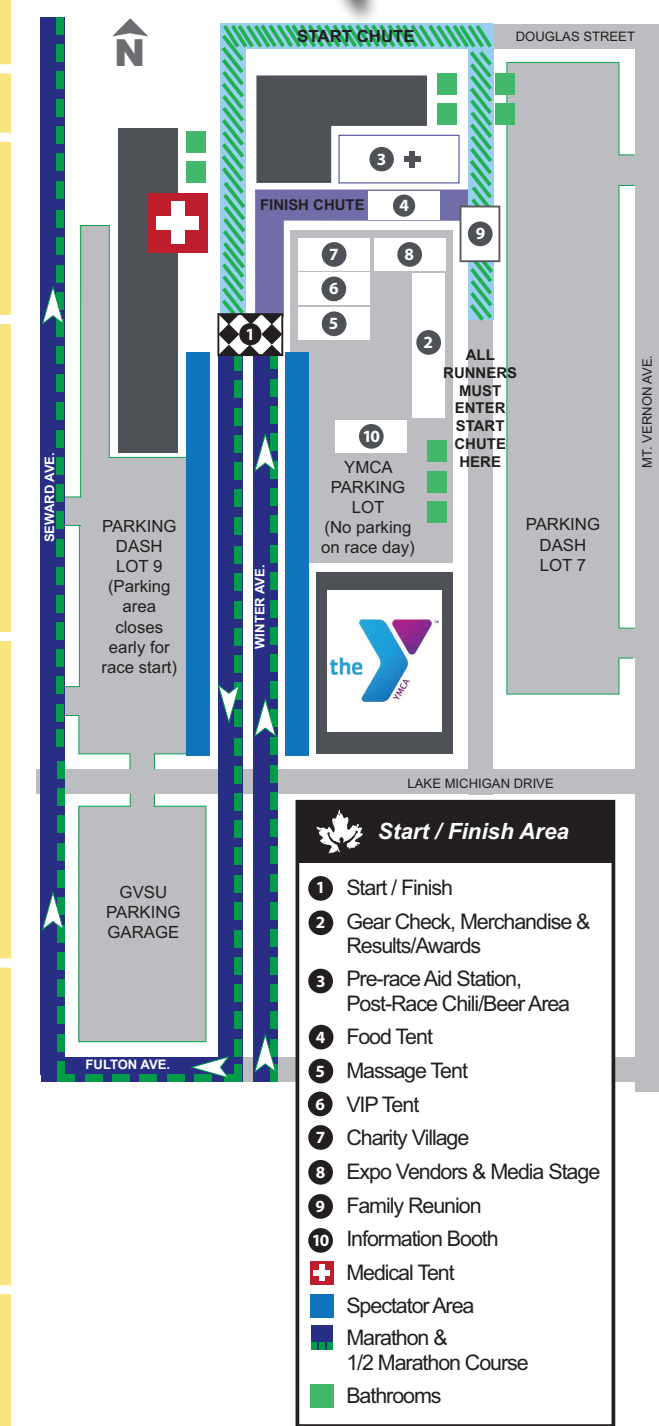 START CHUTE
DOUGLAS STREET
N
3
FINISH CHUTE
4
9
7
8
6
5
2
1
ALL
RUNNERS
MUST
ENTER
START
CHUTE
HERE
10
YMCA
PARKING
LOT
(No parking
on race day)
SEWARD AVE.
PARKING
DASH
LOT 9
(Parking
area
closes
early for
race start)
WINTER AVE.
PARKING
DASH
LOT 7
MT. VERNON AVE.
the
YMCA
™
LAKE MICHIGAN DRIVE
GVSU
PARKING
GARAGE
FULTON AVE.
Start / Finish Area
1 Start / Finish
2 Gear Check, Merchandise &
Results/Awards
3 Pre-race Aid Station,
Post-Race Chili/Beer Area
4 Food Tent
5 Massage Tent
6 VIP Tent
7 Charity Village
8 Expo Vendors & Media Stage
9 Family Reunion
10 Information Booth
Medical Tent
Spectator Area
Marathon &
1/2 Marathon Course
Bathrooms